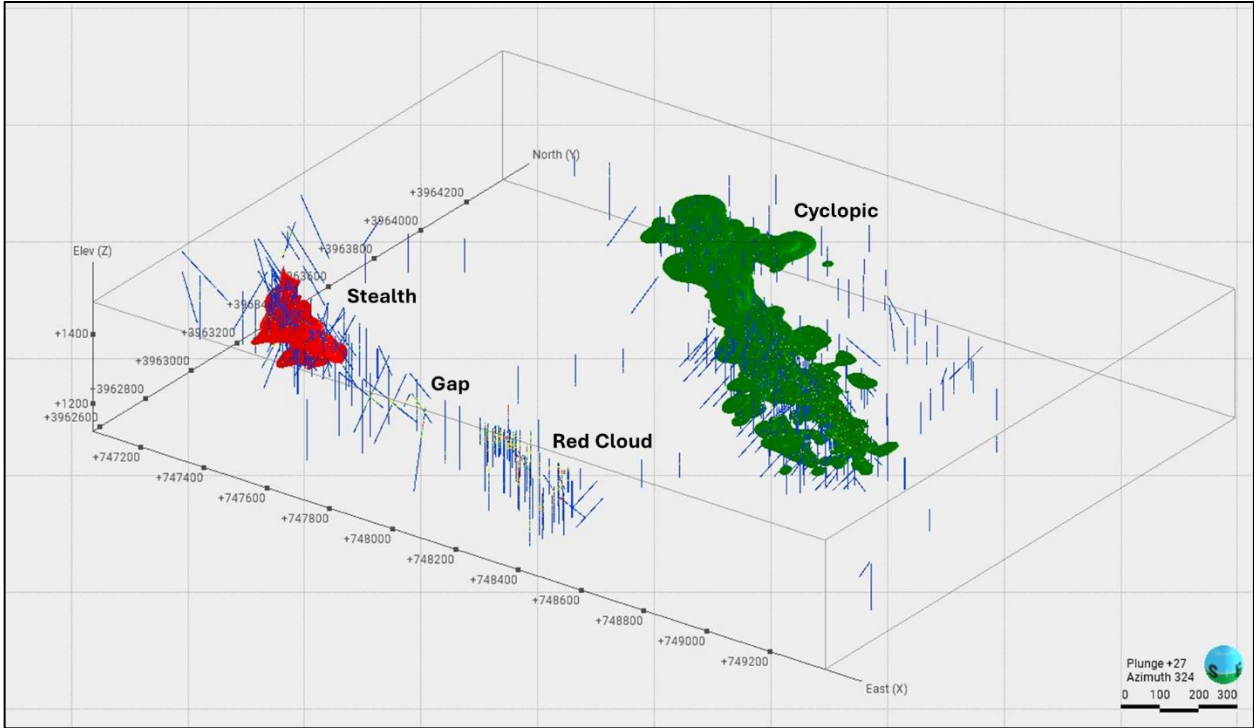 North (Y)
+3964200
+3964000
+3963800
Cyclopic
Elev (Z)
+3963600
Stealth
+1400
+3963200
+3963000
Gap
+3962800
+1200
+3962600
Red Cloud
+747200
+747400
+747600
+747800
+748000
+748200
+748400
+748600
+748800
+749000
+749200
East (X)
Plunge +27
Azimuth 324
S E
0 100 200 300